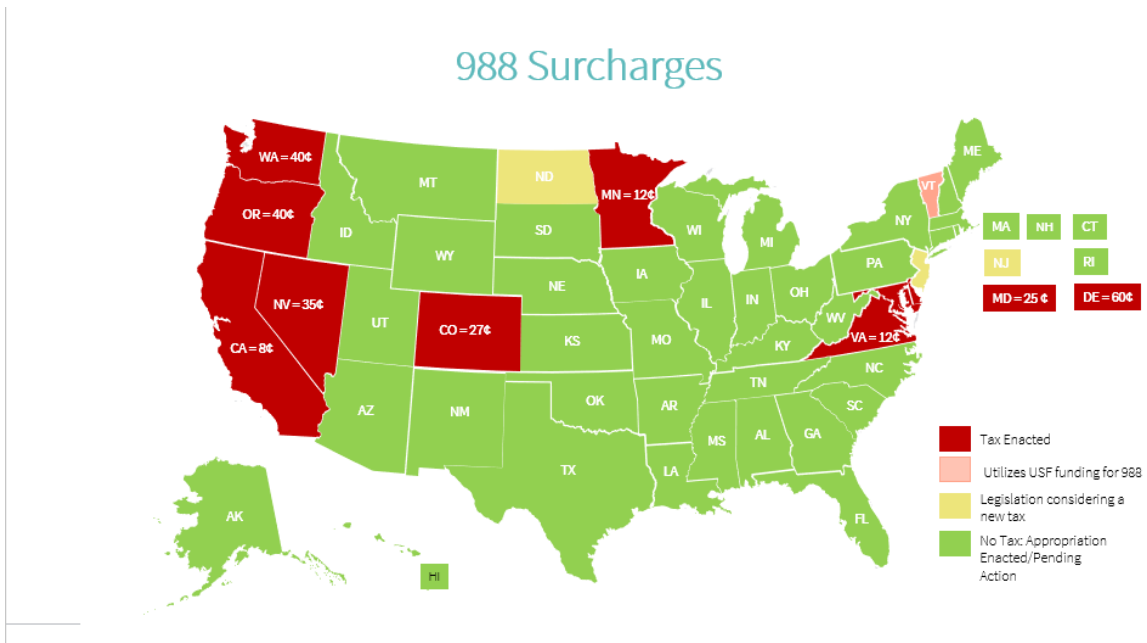 988 Surcharges
WA = 40¢
MT
ND
MN = 12¢
ME
VT
OR = 40¢
ID
SD
WI
MI
NY
MA
NH
CT
WY
PA
NJ
RI
IA
NE
NV = 35¢
OH
MD = 25 ¢
DE = 60¢
IL
IN
UT
CO = 27¢
WV
CA = 8¢
KS
MO
KY
VA = 12¢
NC
TN
AZ
NM
OK
AR
SC
MS
AL
GA
TX
LA
Tax Enacted
Utilizes USF funding for 988
Legislation considering a
new tax
No Tax: Appropriation
Enacted/Pending
Action
AK
FL
HI